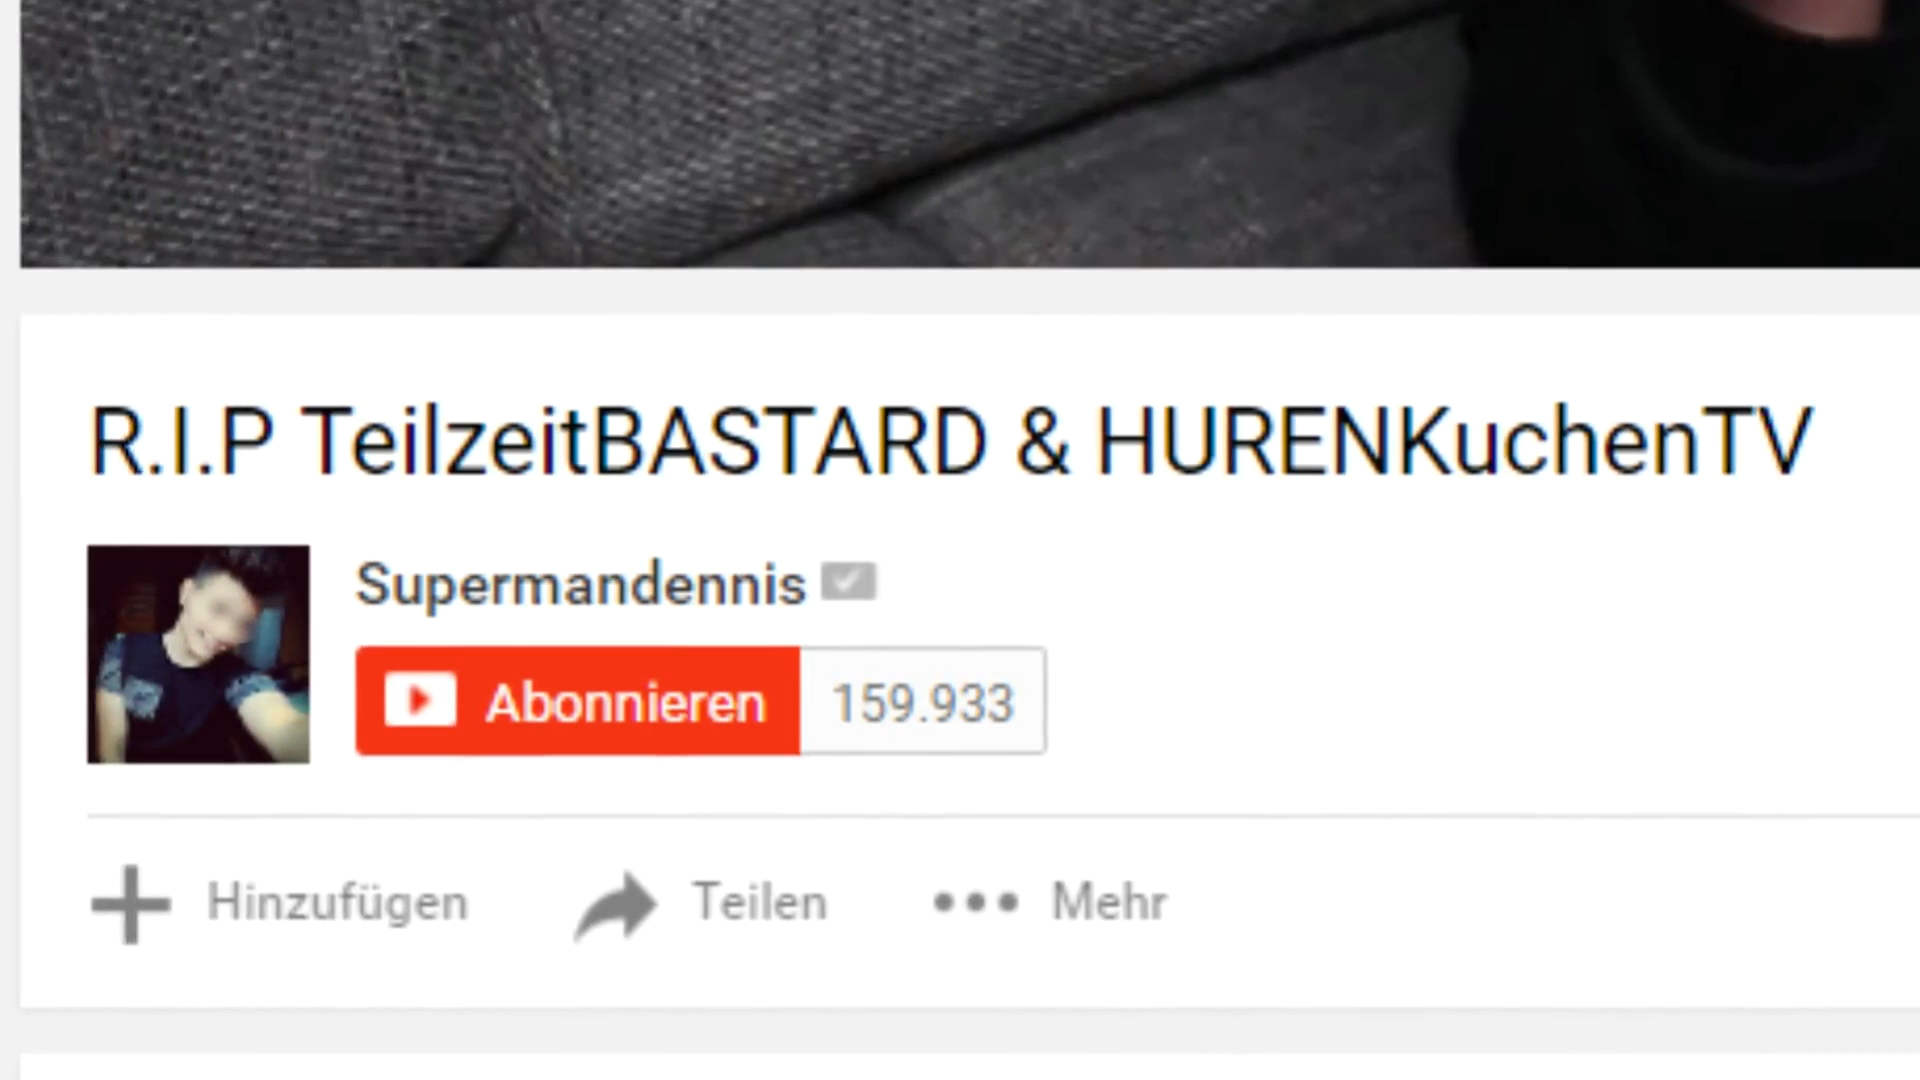 R.I.P TeilzeitBASTARD & HURENKuchenTV
Supermandennis
Abonnieren 159.933
Hinzufügen Teilen Mehr